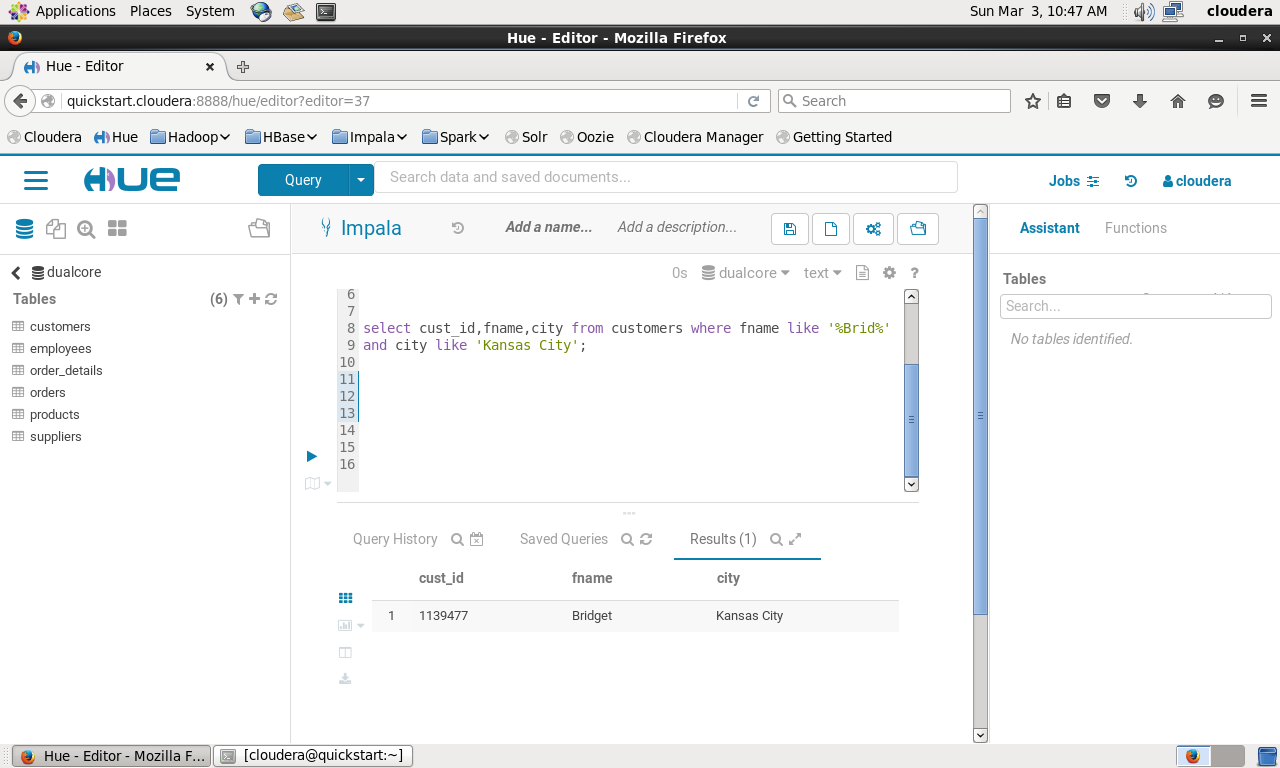 Applications Places System Sun Mar 3, 10:47 AM cloudera
Hue - Editor - Mozilla Firefox
Hue - Editor
quickstart.cloudera:8888/hue/editor?editor=37 Search
Cloudera Hue Hadoop HBase Impala Spark Solr Oozie Cloudera Manager Getting Started
HUE Query Search data and saved documents... Jobs cloudera
Impala Add a name... Add a description... Assistant Functions
dualcore 0s dualcore text ?
Tables (6) Tables
Search...
No tables identified.
customers
employees
order_details
orders
products
suppliers
6
7
8 select cust_id,fname,city from customers where fname like '%Brid%'
9 and city like 'Kansas City';
10
11
12
13
14
15
16
Query History Saved Queries Results (1)
cust_id fname city
1 1139477 Bridget Kansas City
Hue - Editor - Mozilla F... [cloudera@quickstart:~]